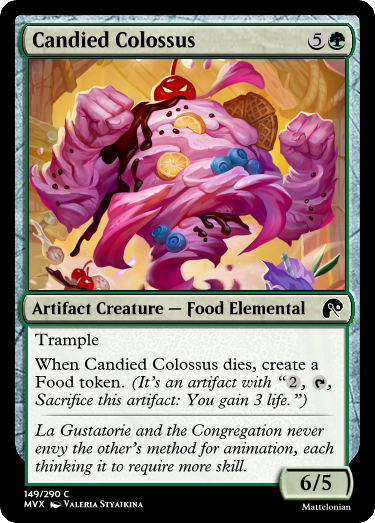 Candied Colossus 5
Artifact Creature — Food Elemental
Trample
When Candied Colossus dies, create a
Food token. (It's an artifact with “2, ,
Sacrifice this artifact: You gain 3 life.”)
La Gustatorie and the Congregation never
envy the other's method for animation, each
thinking it to require more skill.
6/5
149/290 C
MVX Valeria Styajkina
Mattelonian